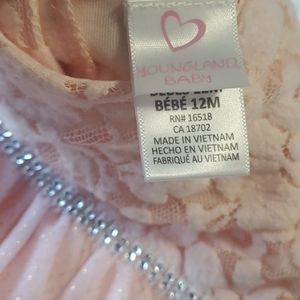 YOUNGLAND
BABY
BÉBÉ 12M
RN# 16518
CA 18702
MADE IN VIETNAM
HECHO EN VIETNAM
FABRIQUÉ AU VIETNAM